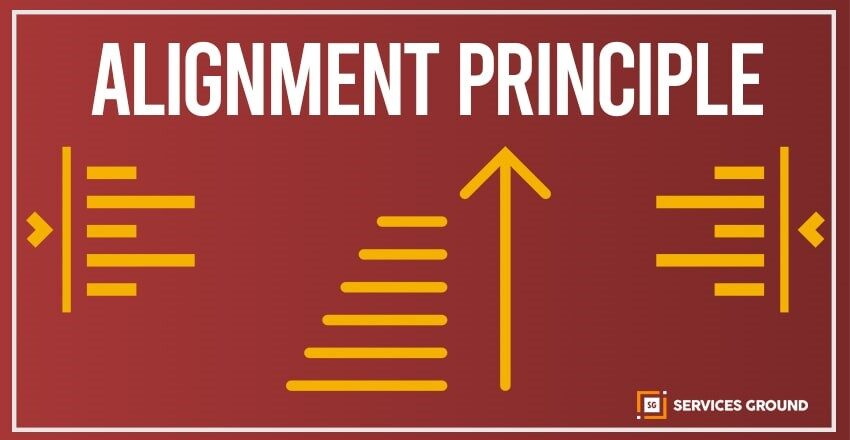 ALIGNMENT PRINCIPLE
SG SERVICES GROUND